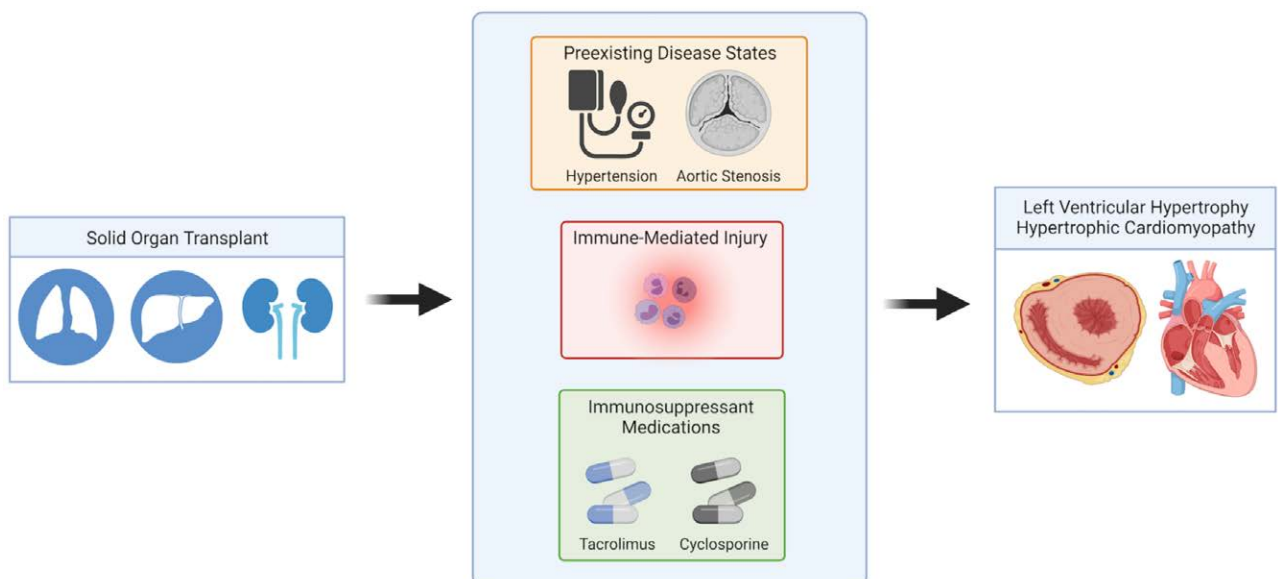 Solid Organ Transplant
Preexisting Disease States
Hypertension
Aortic Stenosis
Immune-Mediated Injury
Immunosuppressant
Medications
Tacrolimus
Cyclosporine
Left Ventricular Hypertrophy
Hypertrophic Cardiomyopathy